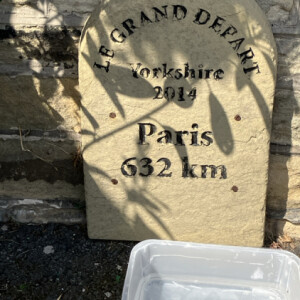 LE GRAND DEPART
Yorkshire
2014
Paris
632 km